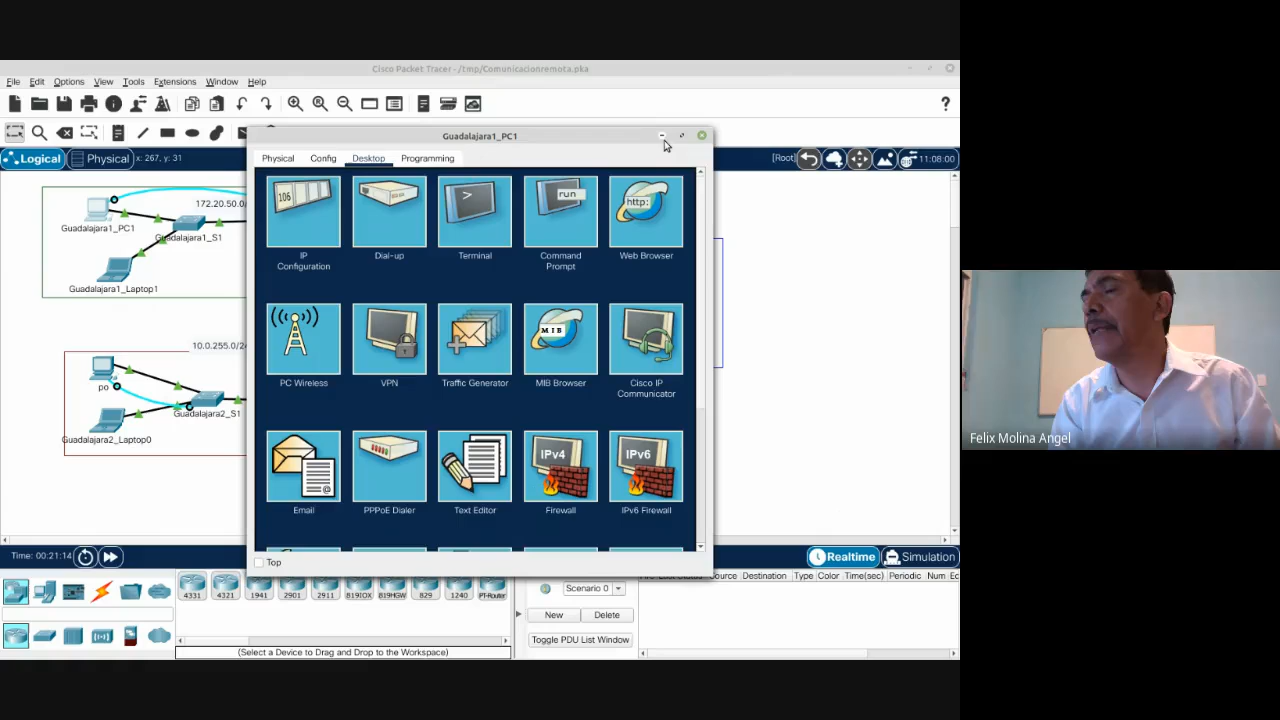 Cisco Packet Tracer - /tmp/Comunicacionremota.pka
File Edit Options View Tools Extensions Window Help
Logical Physical x: 267, y: 31
[Root] 11:08:00
Guadalajara1_PC1
Physical Config Desktop Programming
106
run
http:
IP Configuration
Dial-up
Terminal
Command Prompt
Web Browser
MIB
PC Wireless
VPN
Traffic Generator
MIB Browser
Cisco IP Communicator
IPv4
IPv6
Email
PPPoE Dialer
Text Editor
Firewall
IPv6 Firewall
Top
172.20.50.0/
Guadalajara1_PC1
Guadalajara1_S1
Guadalajara1_Laptop1
10.0.255.0/24
po
Guadalajara2_S1
Guadalajara2_Laptop0
Felix Molina Angel
Time: 00:21:14
Realtime Simulation
4331 4321 1941 2901 2911 819IOX 819HGW 829 1240 PT-Router
Scenario 0
New Delete
Toggle PDU List Window
Source Destination Type Color Time(sec) Periodic Num
(Select a Device to Drag and Drop to the Workspace)